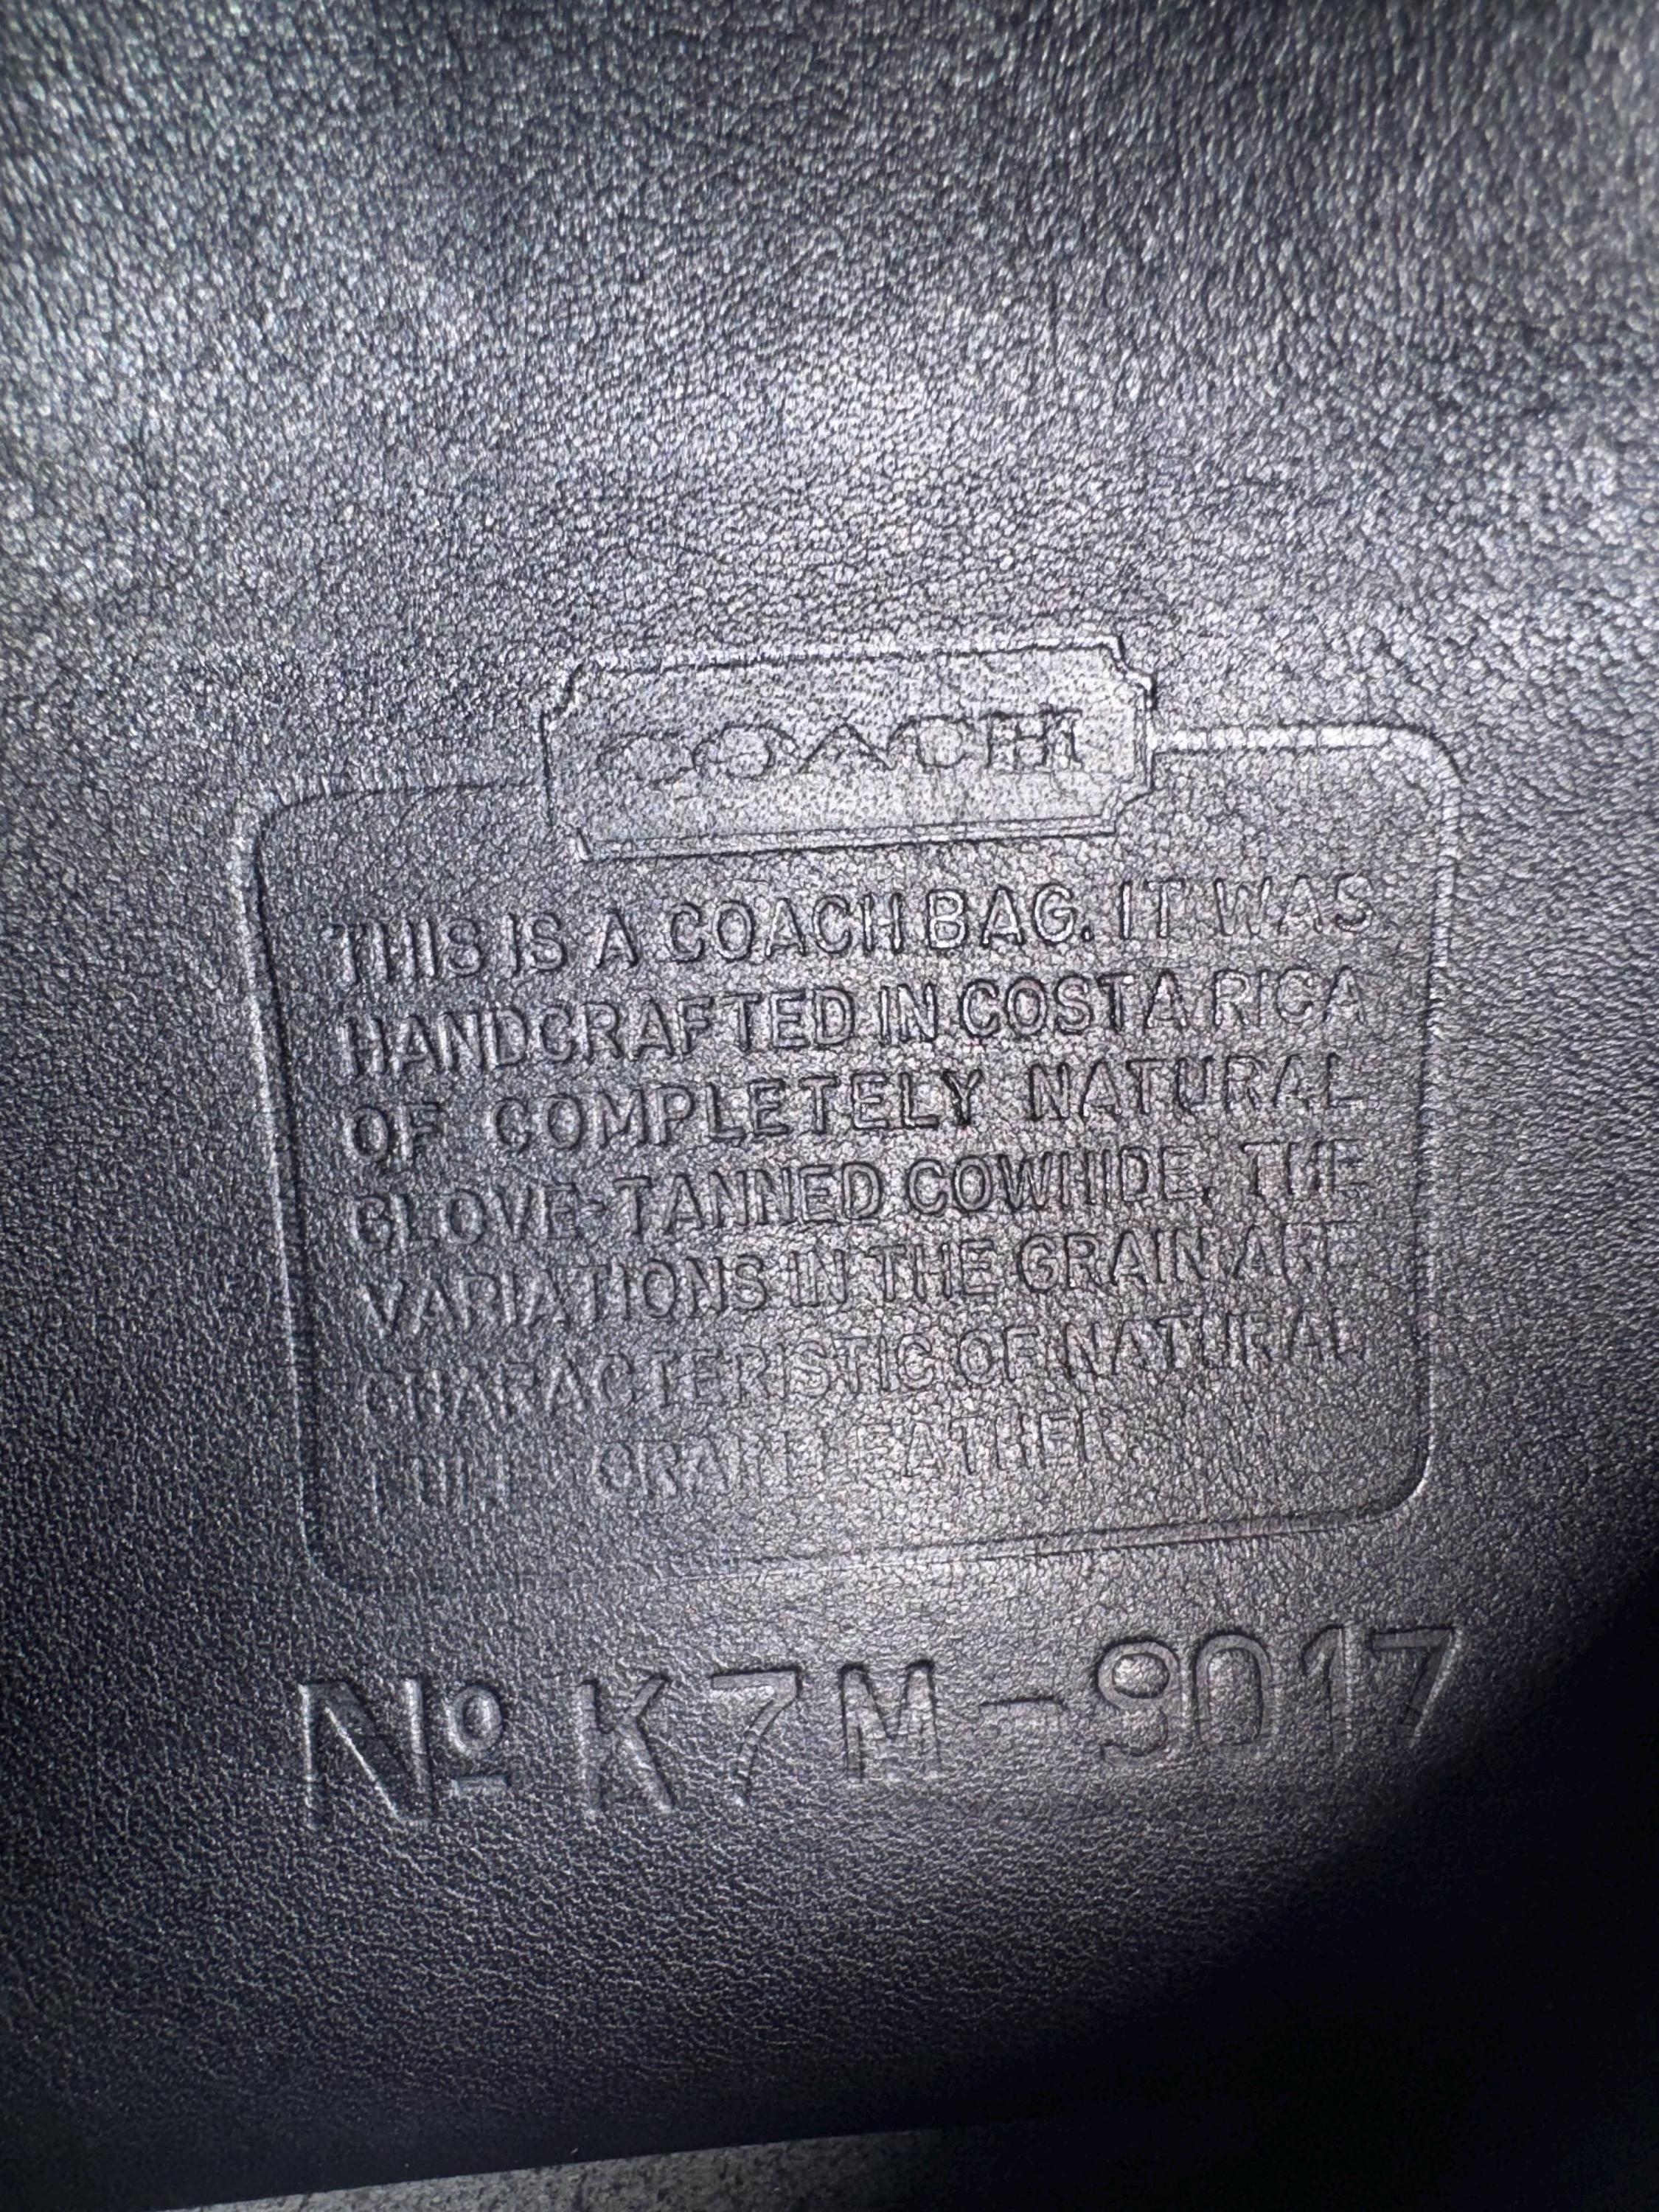 COACH
THIS IS A COACH BAG. IT WAS
HANDCRAFTED IN COSTA RICA
OF COMPLETELY NATURAL
GLOVE-TANNED COWHIDE. THE
VARIATIONS IN THE GRAIN ARE
CHARACTERISTIC OF NATURAL
FULL GRAIN LEATHER.
Nº K7M-9017